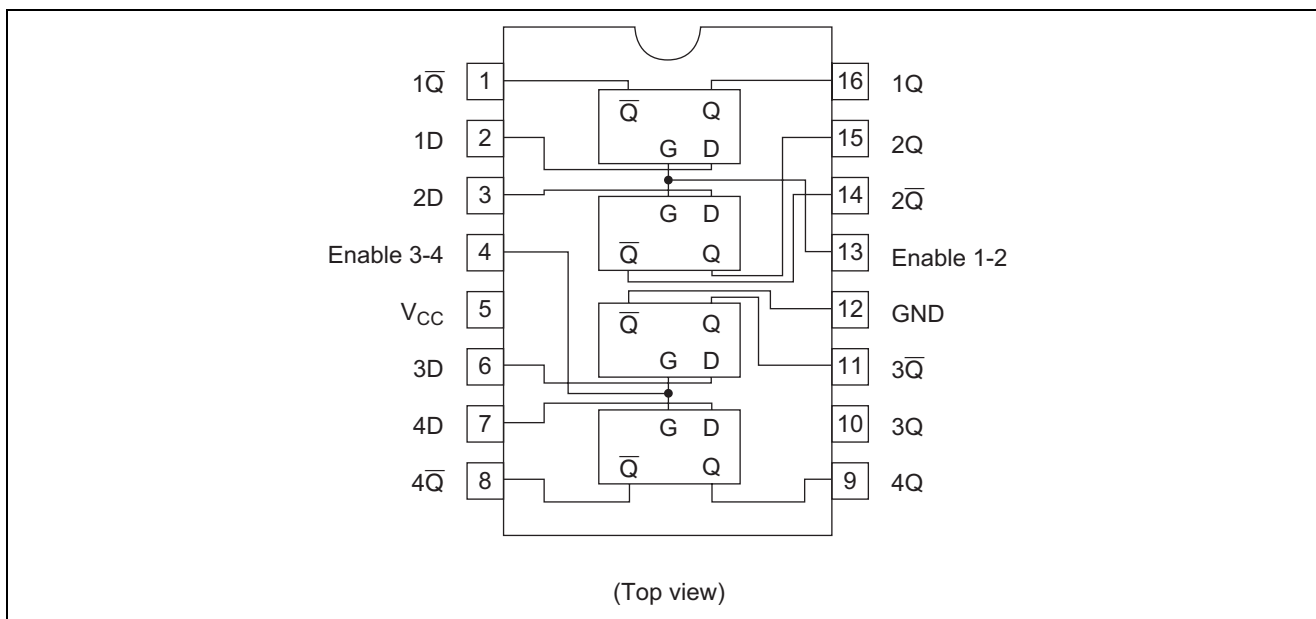 1Q̅ 1 16 1Q
Q̅ Q
1D 2 15 2Q
G D
2D 3 14 2Q̅
G D
Enable 3-4 4 13 Enable 1-2
Q̅ Q
VCC 5 12 GND
Q̅ Q
3D 6 11 3Q̅
G D
4D 7 10 3Q
G D
4Q̅ 8 9 4Q
Q̅ Q
(Top view)